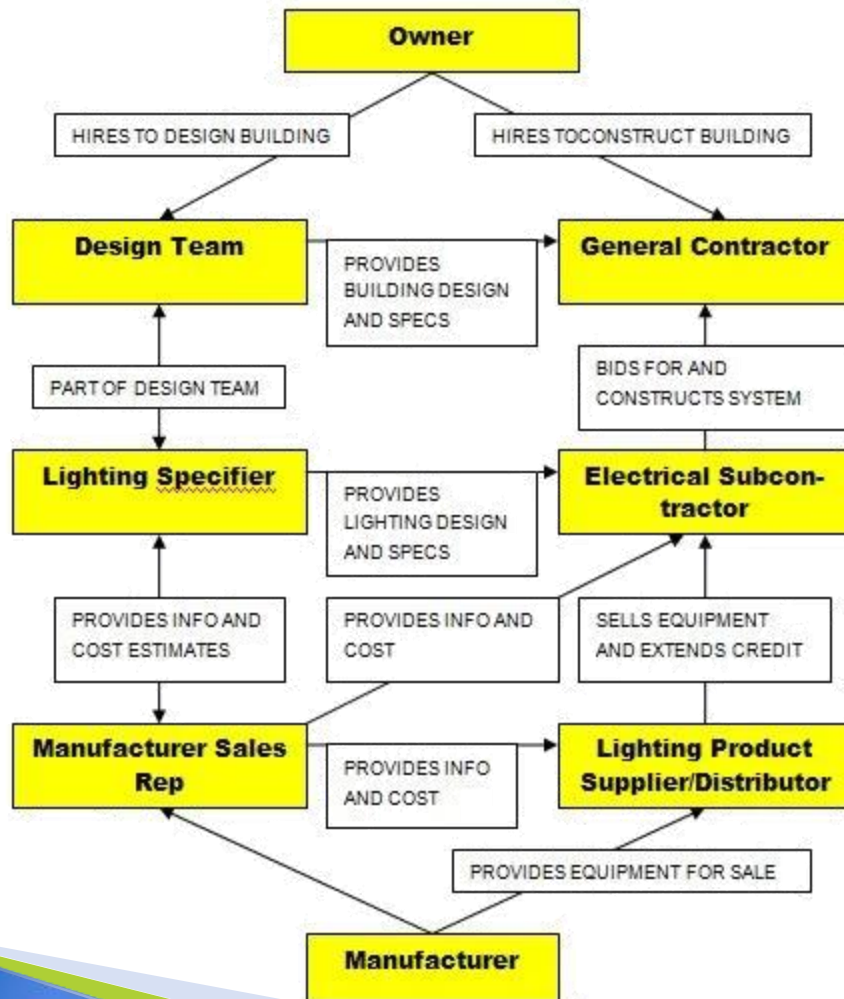 Owner
HIRES TO DESIGN BUILDING
HIRES TOCONSTRUCT BUILDING
Design Team
General Contractor
PROVIDES
BUILDING DESIGN
AND SPECS
PART OF DESIGN TEAM
BIDS FOR AND
CONSTRUCTS SYSTEM
Lighting Specifier
Electrical Subcon-
tractor
PROVIDES
LIGHTING DESIGN
AND SPECS
PROVIDES INFO AND
COST ESTIMATES
PROVIDES INFO AND
COST
SELLS EQUIPMENT
AND EXTENDS CREDIT
Manufacturer Sales
Rep
Lighting Product
Supplier/Distributor
PROVIDES INFO
AND COST
PROVIDES EQUIPMENT FOR SALE
Manufacturer